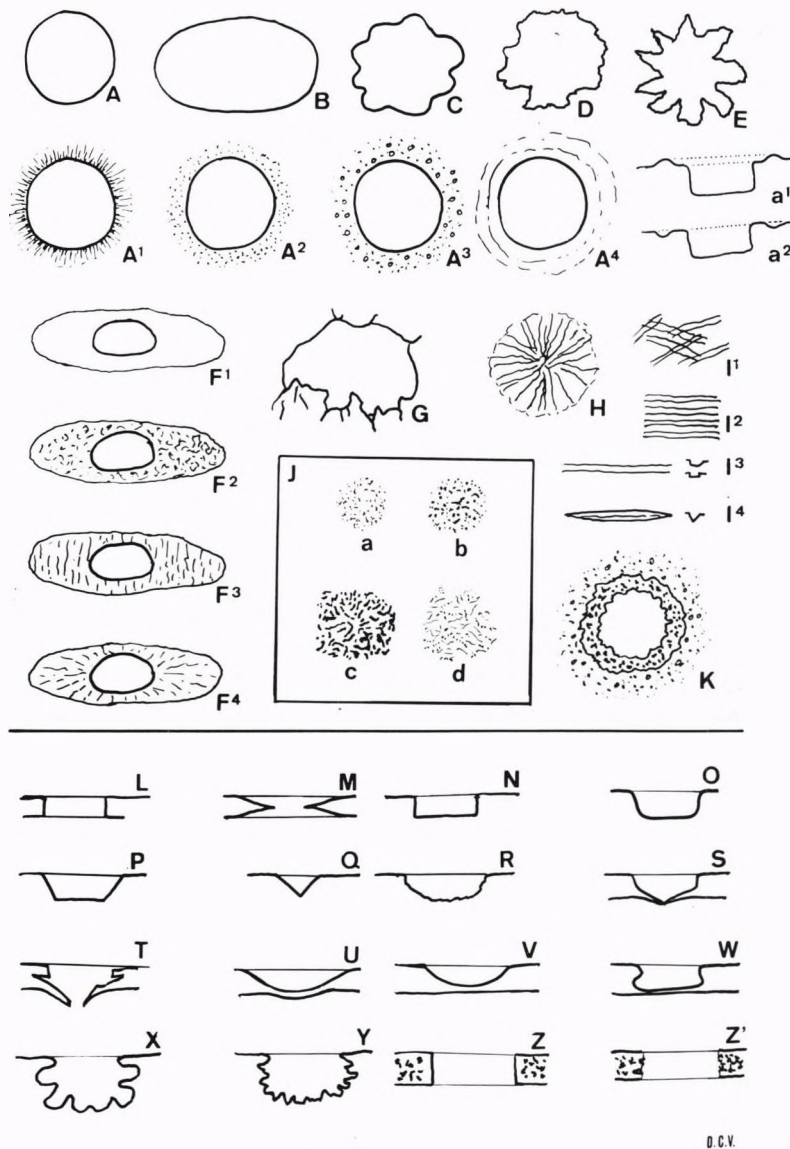 A B C D E
A¹ A² A³ A⁴ a¹
a²
F¹ G H I¹
I²
F² J a b I³
I⁴
F³ c d K
F⁴
L M N O
P Q R S
T U V W
X Y Z Z'
D.C.V.